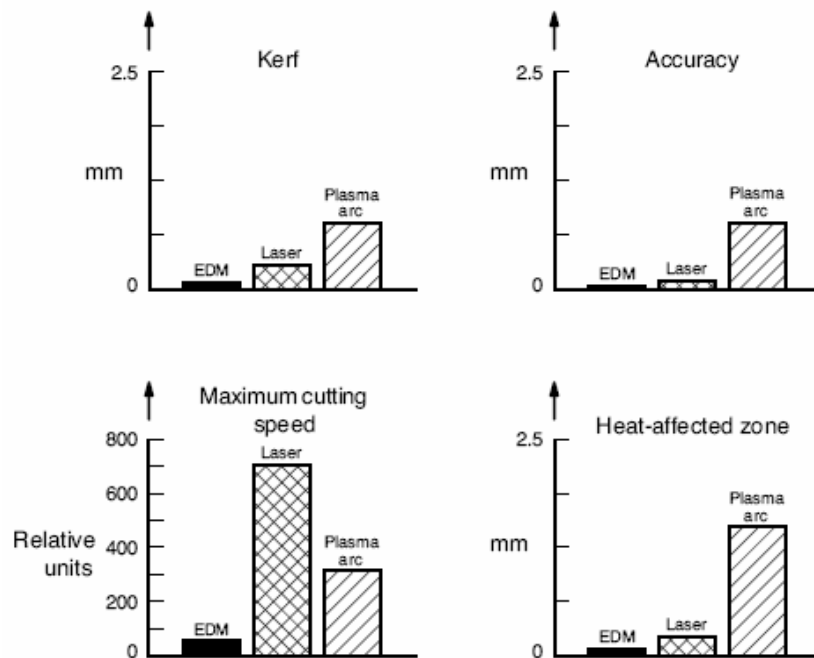 Kerf
2.5
mm
0
EDM
Laser
Plasma
arc
Accuracy
2.5
mm
0
EDM
Laser
Plasma
arc
Maximum cutting
speed
800
600
400
200
0
Relative
units
EDM
Laser
Plasma
arc
Heat-affected zone
2.5
mm
0
EDM
Laser
Plasma
arc